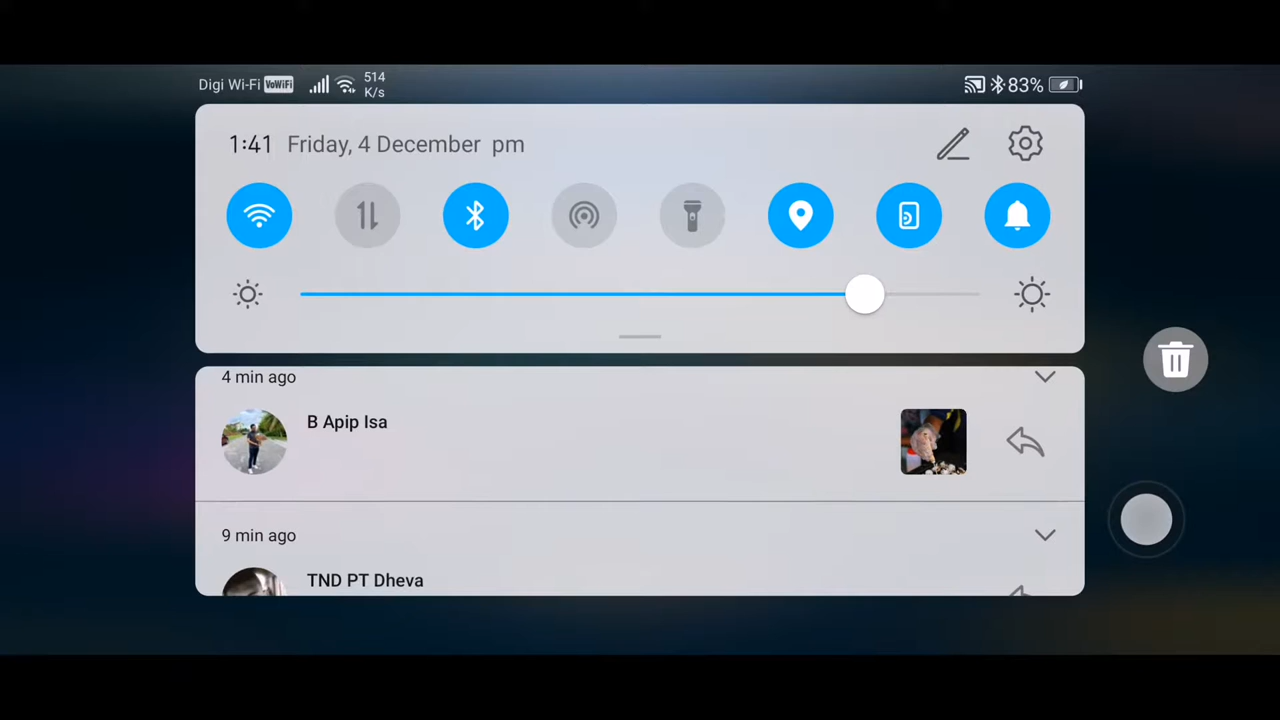 Digi Wi-Fi VoWiFi 514 K/s 83%
1:41 Friday, 4 December pm
4 min ago
B Apip Isa
9 min ago
TND PT Dheva